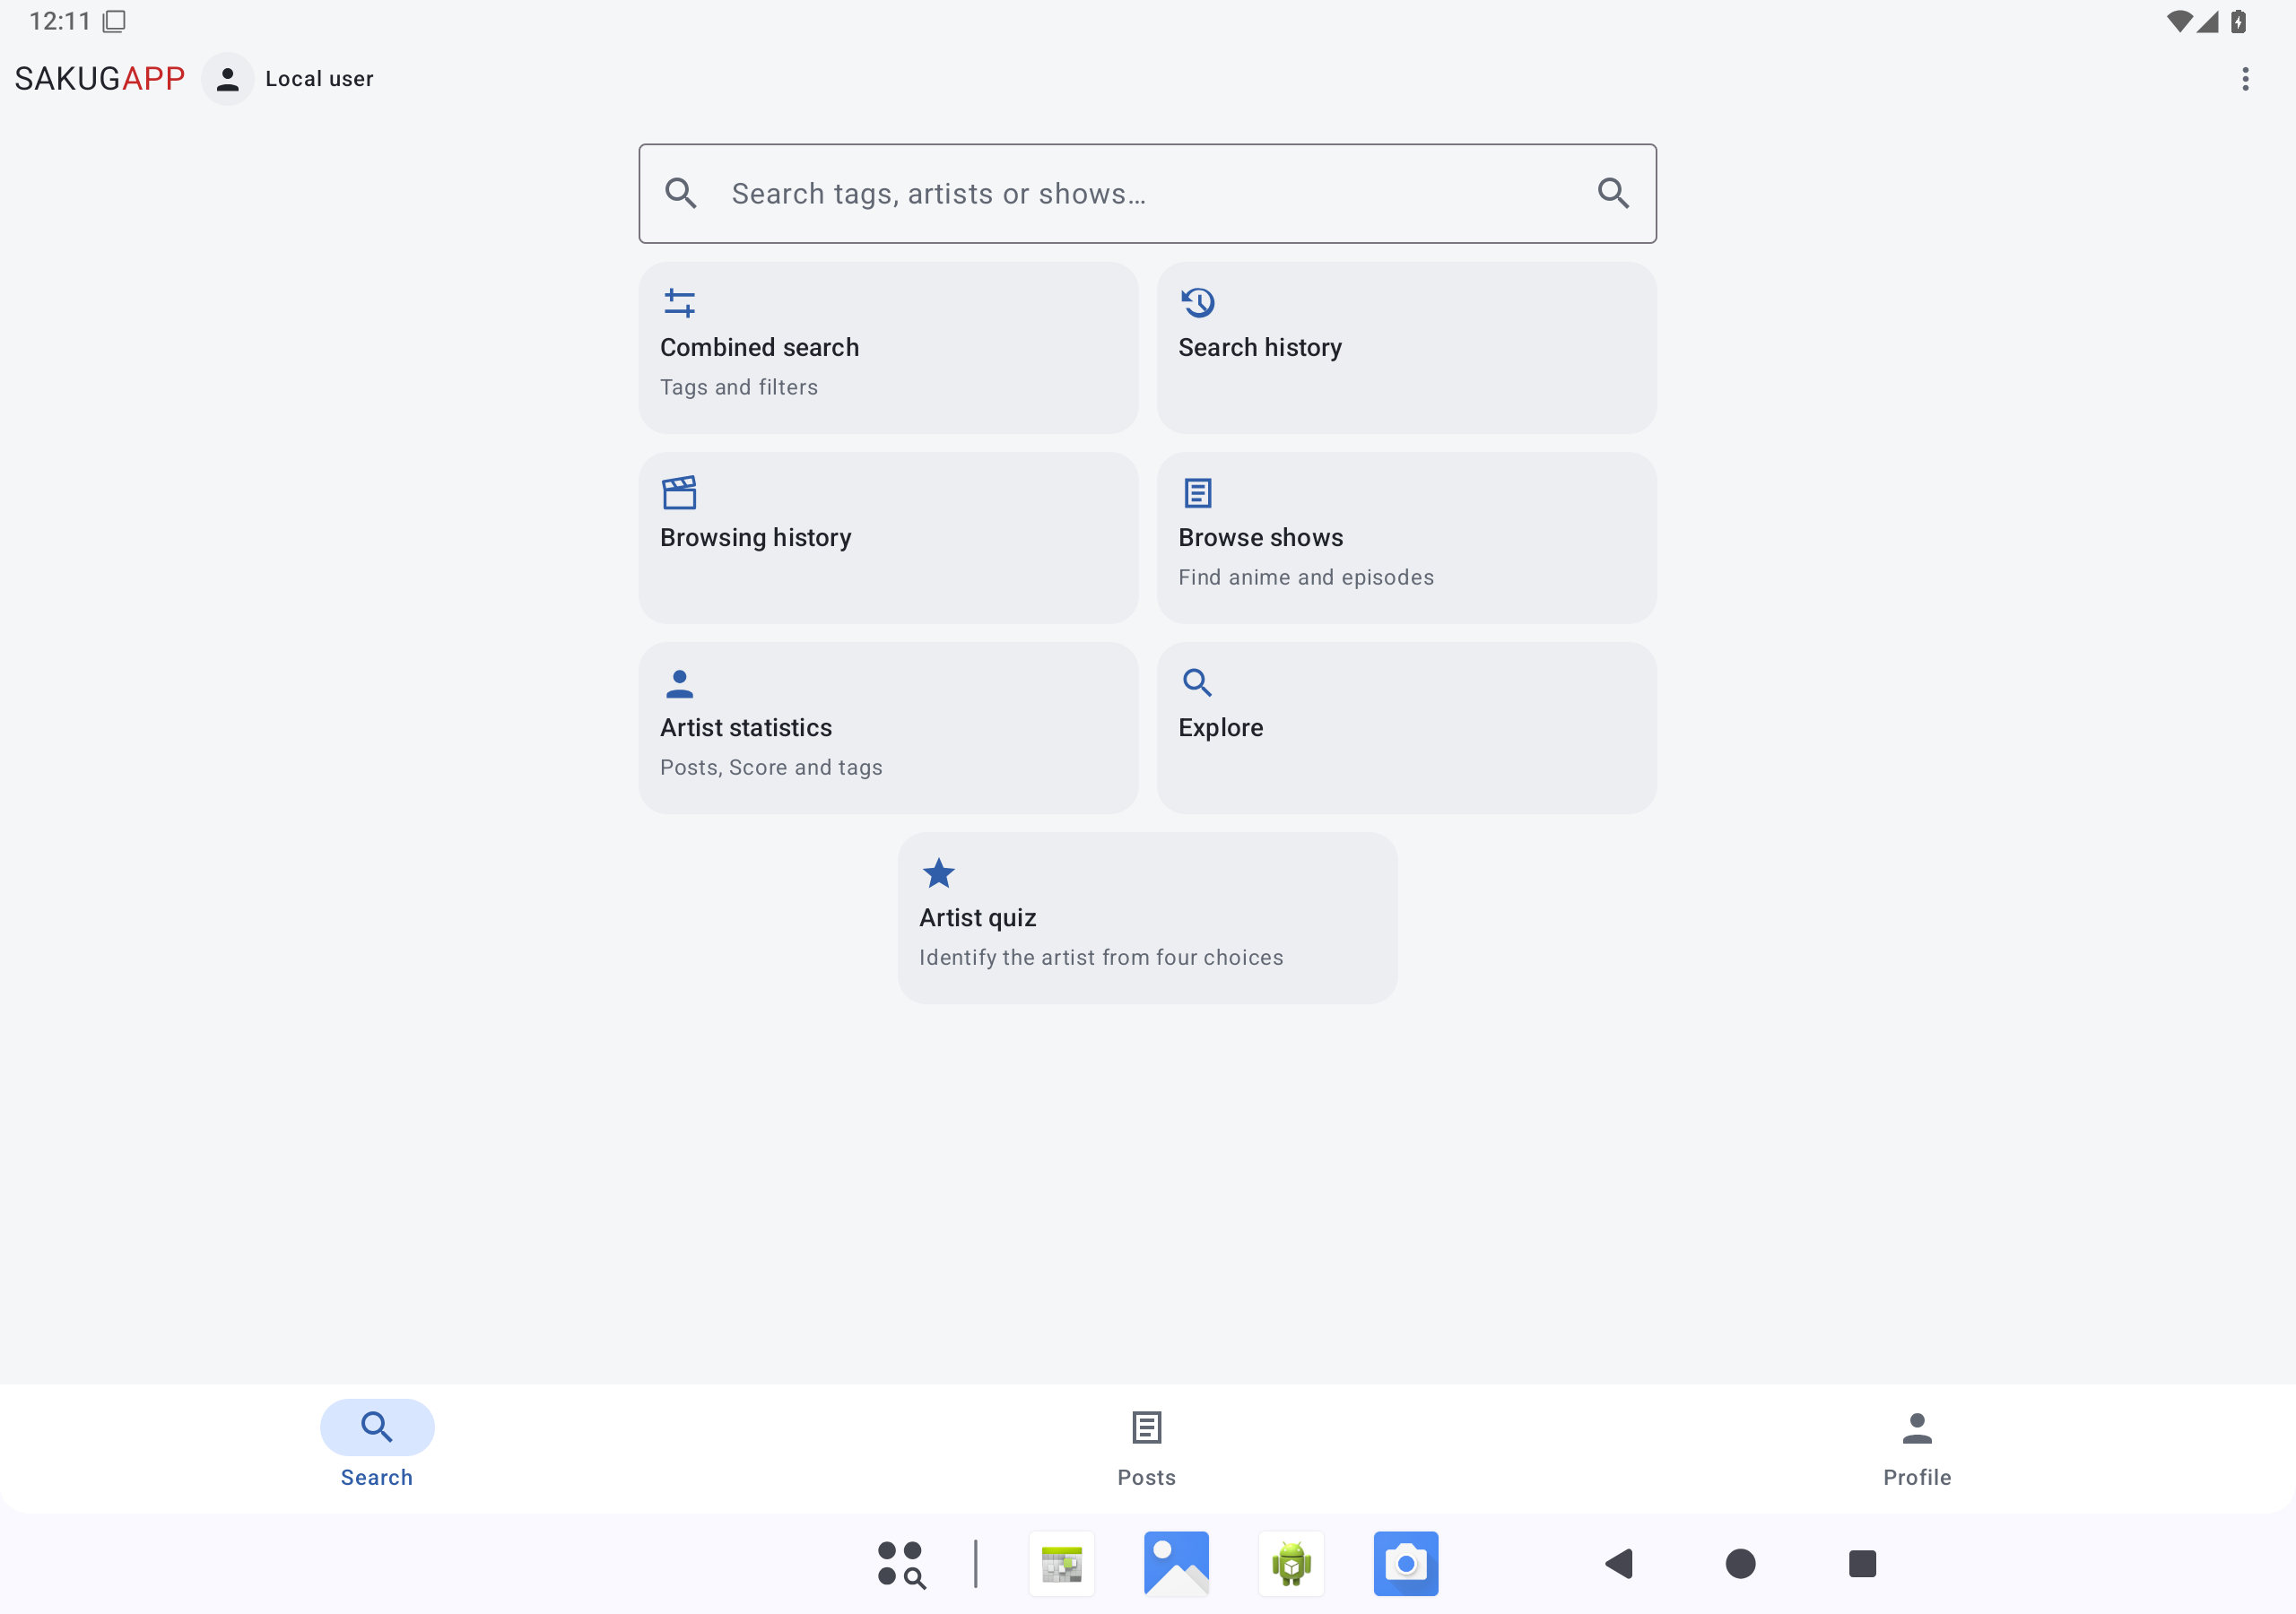 12:11
SAKUGAPP Local user
Search tags, artists or shows…
Combined search
Tags and filters
Search history
Browsing history
Browse shows
Find anime and episodes
Artist statistics
Posts, Score and tags
Explore
Artist quiz
Identify the artist from four choices
Search
Posts
Profile